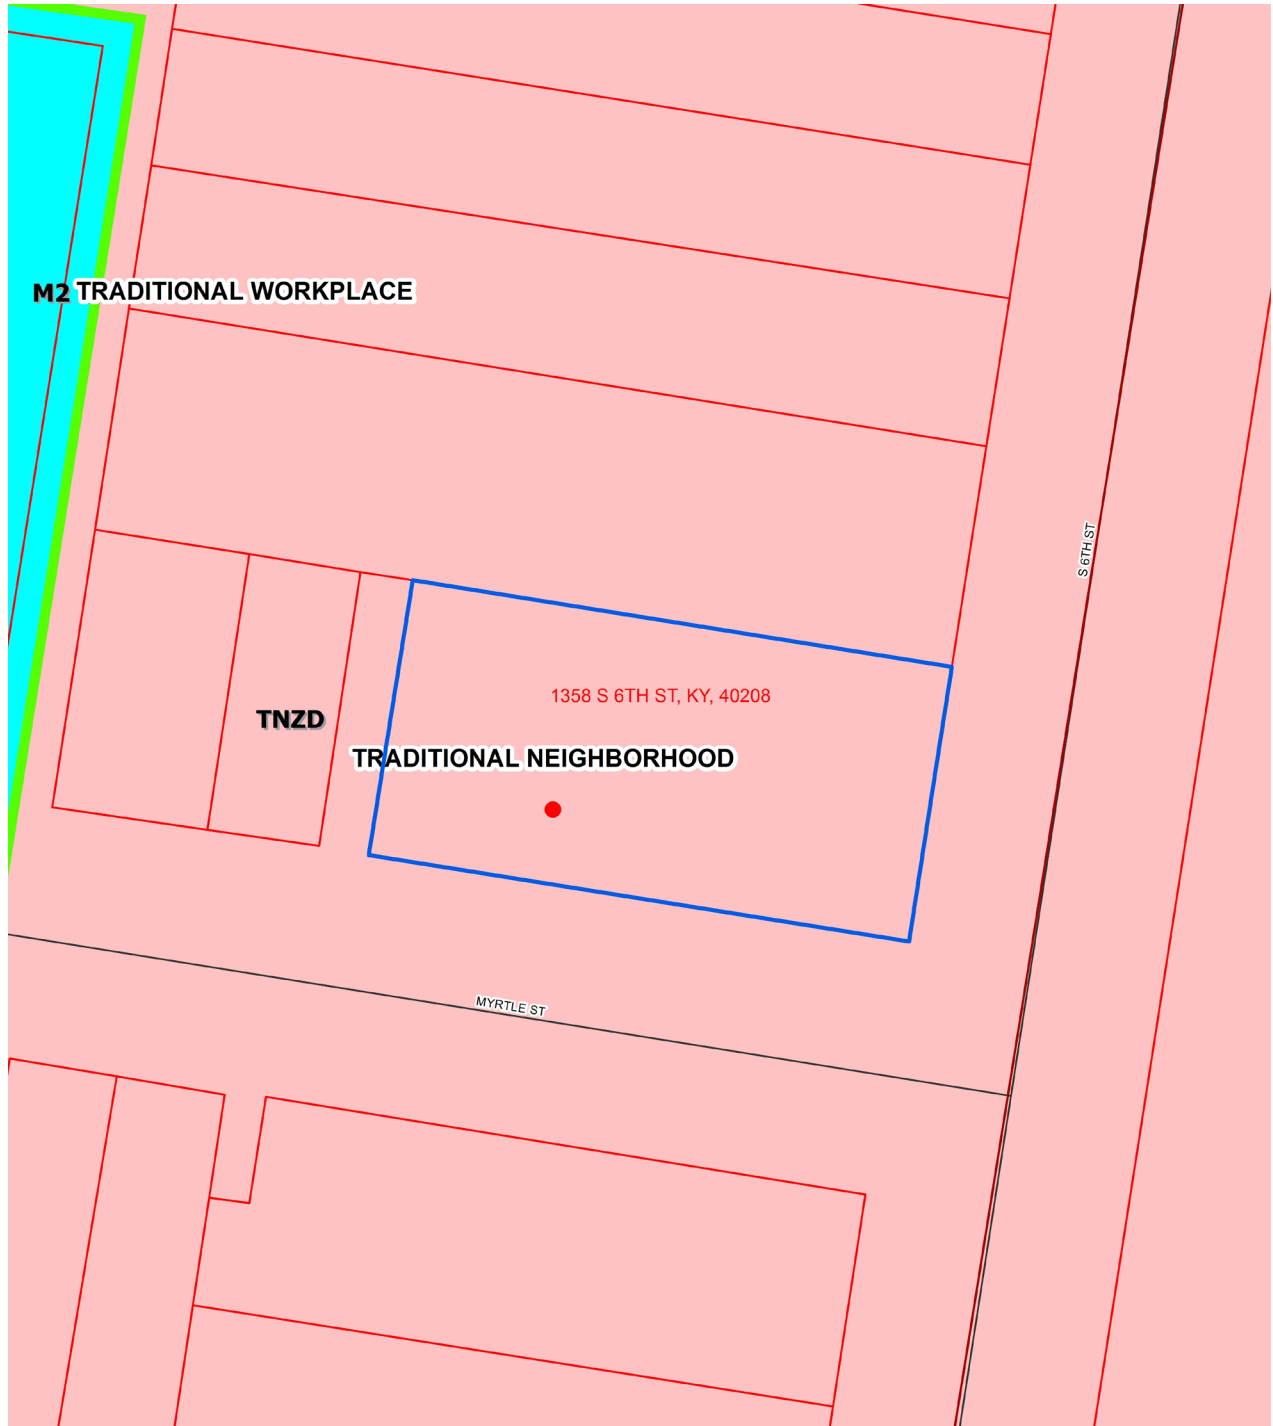 M2 TRADITIONAL WORKPLACE
S 6TH ST
1358 S 6TH ST, KY, 40208
TNZD
TRADITIONAL NEIGHBORHOOD
MYRTLE ST